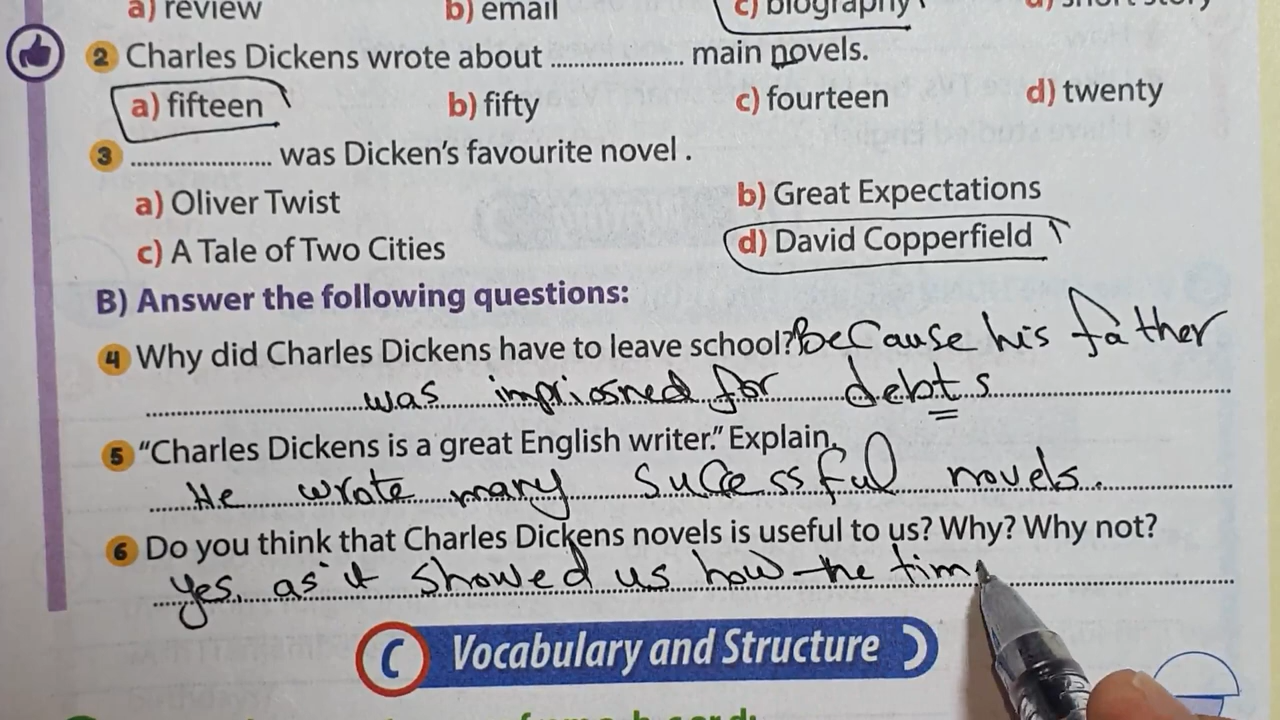 a) review b) email c) biography d) short story
2 Charles Dickens wrote about ........................ main novels.
a) fifteen b) fifty c) fourteen d) twenty
3 ........................ was Dicken's favourite novel .
a) Oliver Twist b) Great Expectations
c) A Tale of Two Cities d) David Copperfield
B) Answer the following questions:
4 Why did Charles Dickens have to leave school? Because his father
was impriosned for debts
5 "Charles Dickens is a great English writer." Explain.
He wrote many successful novels.
6 Do you think that Charles Dickens novels is useful to us? Why? Why not?
Yes. as it showed us how the tim
C Vocabulary and Structure